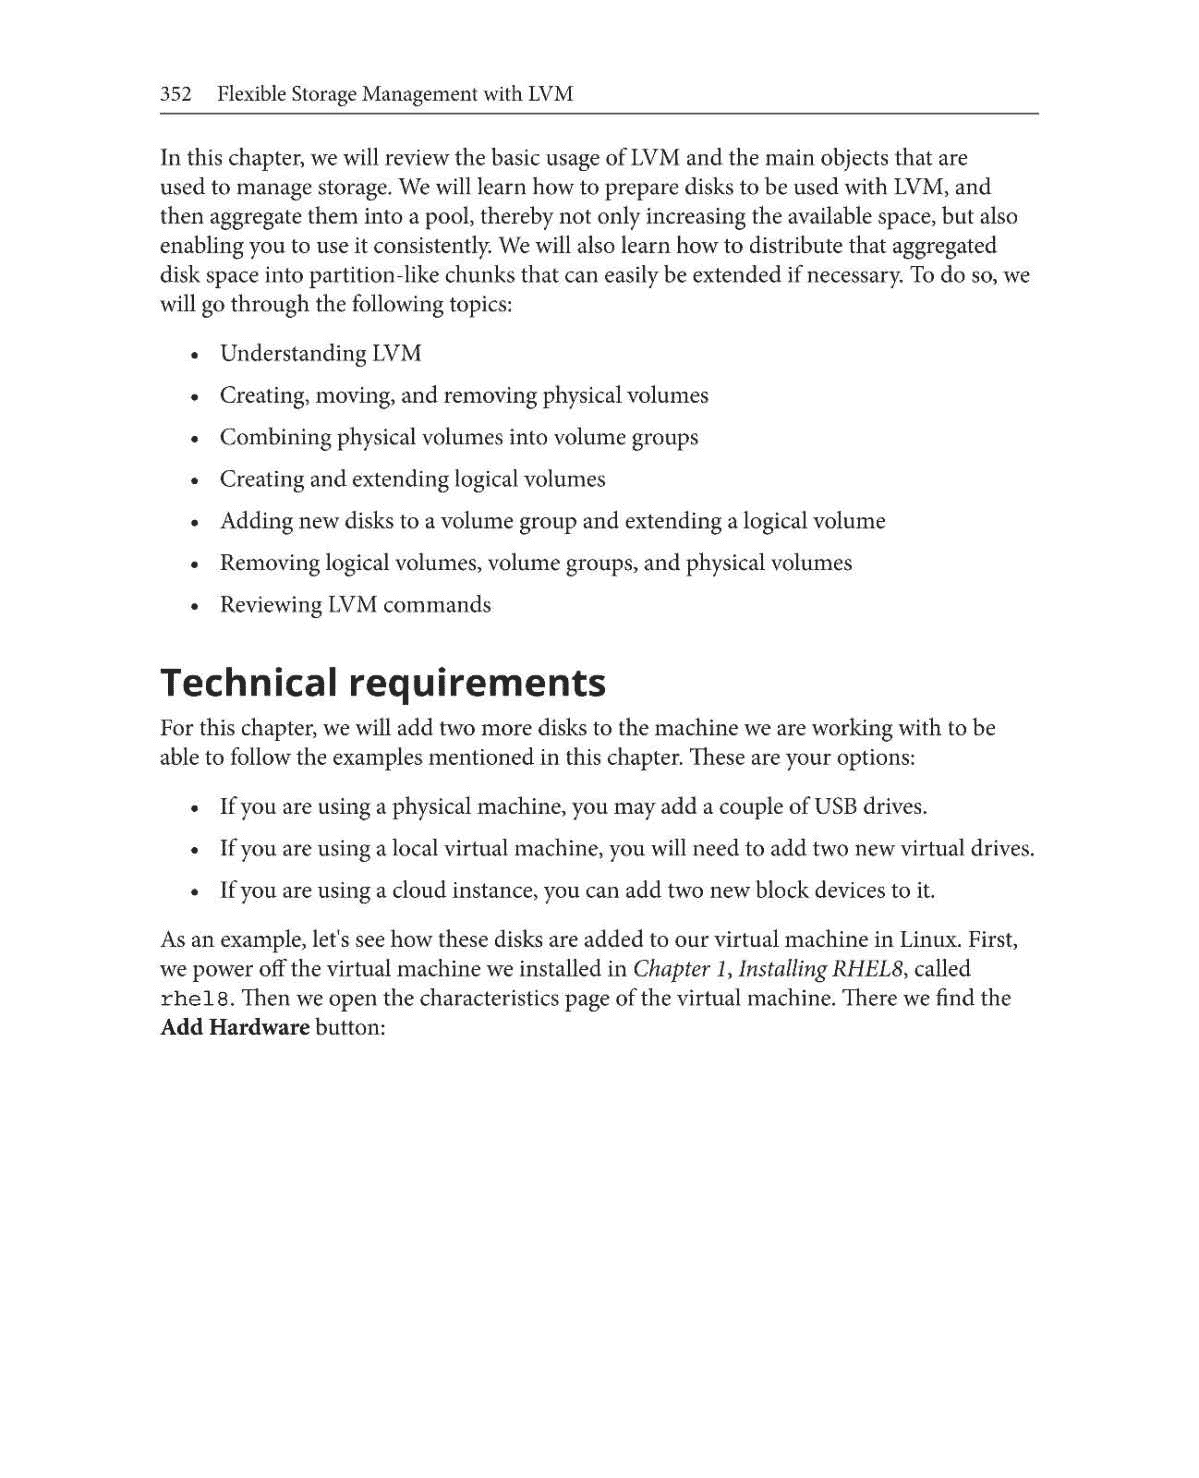 352 Flexible Storage Management with LVM
In this chapter, we will review the basic usage of LVM and the main objects that are
used to manage storage. We will learn how to prepare disks to be used with LVM, and
then aggregate them into a pool, thereby not only increasing the available space, but also
enabling you to use it consistently. We will also learn how to distribute that aggregated
disk space into partition-like chunks that can easily be extended if necessary. To do so, we
will go through the following topics:
• Understanding LVM
• Creating, moving, and removing physical volumes
• Combining physical volumes into volume groups
• Creating and extending logical volumes
• Adding new disks to a volume group and extending a logical volume
• Removing logical volumes, volume groups, and physical volumes
• Reviewing LVM commands
Technical requirements
For this chapter, we will add two more disks to the machine we are working with to be
able to follow the examples mentioned in this chapter. These are your options:
• If you are using a physical machine, you may add a couple of USB drives.
• If you are using a local virtual machine, you will need to add two new virtual drives.
• If you are using a cloud instance, you can add two new block devices to it.
As an example, let's see how these disks are added to our virtual machine in Linux. First,
we power off the virtual machine we installed in Chapter 1, Installing RHEL8, called
rhel8. Then we open the characteristics page of the virtual machine. There we find the
Add Hardware button: